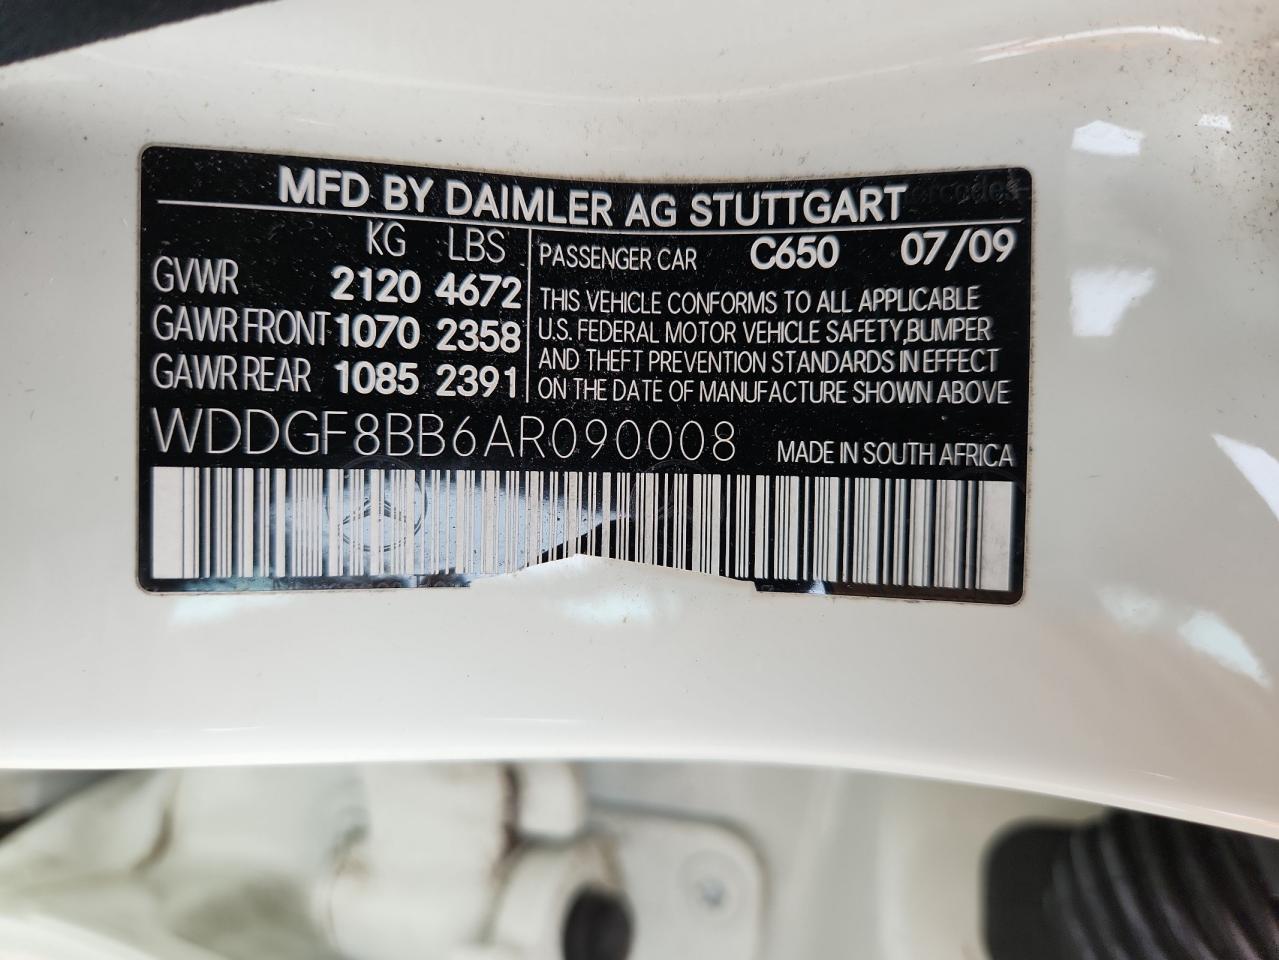 MFD BY DAIMLER AG STUTTGART
KG LBS
PASSENGER CAR C650 07/09
GVWR 2120 4672
GAWR FRONT 1070 2358
GAWR REAR 1085 2391
THIS VEHICLE CONFORMS TO ALL APPLICABLE
U.S. FEDERAL MOTOR VEHICLE SAFETY,BUMPER
AND THEFT PREVENTION STANDARDS IN EFFECT
ON THE DATE OF MANUFACTURE SHOWN ABOVE
WDDGF8BB6AR090008
MADE IN SOUTH AFRICA